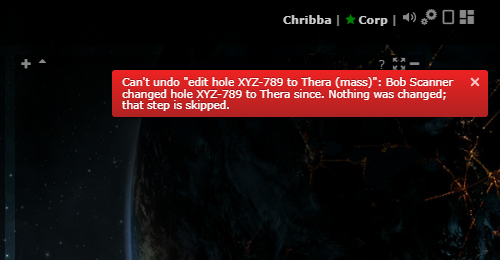 Chribba | Corp |
Can't undo "edit hole XYZ-789 to Thera (mass)": Bob Scanner
changed hole XYZ-789 to Thera since. Nothing was changed;
that step is skipped.